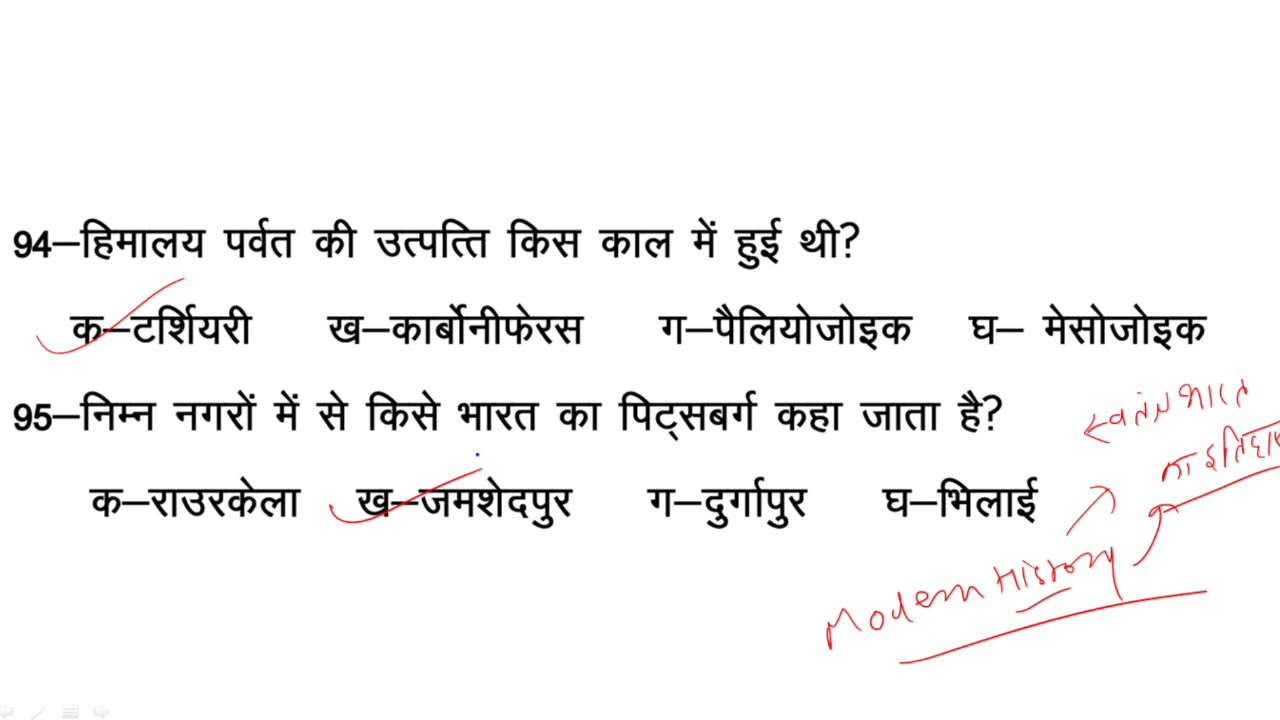 94–हिमालय पर्वत की उत्पत्ति किस काल में हुई थी?
क–टर्शियरी ख–कार्बोनीफेरस ग–पैलियोजोइक घ– मेसोजोइक
95–निम्न नगरों में से किसे भारत का पिट्सबर्ग कहा जाता है?
क–राउरकेला ख–जमशेदपुर ग–दुर्गापुर घ–भिलाई
Modern History